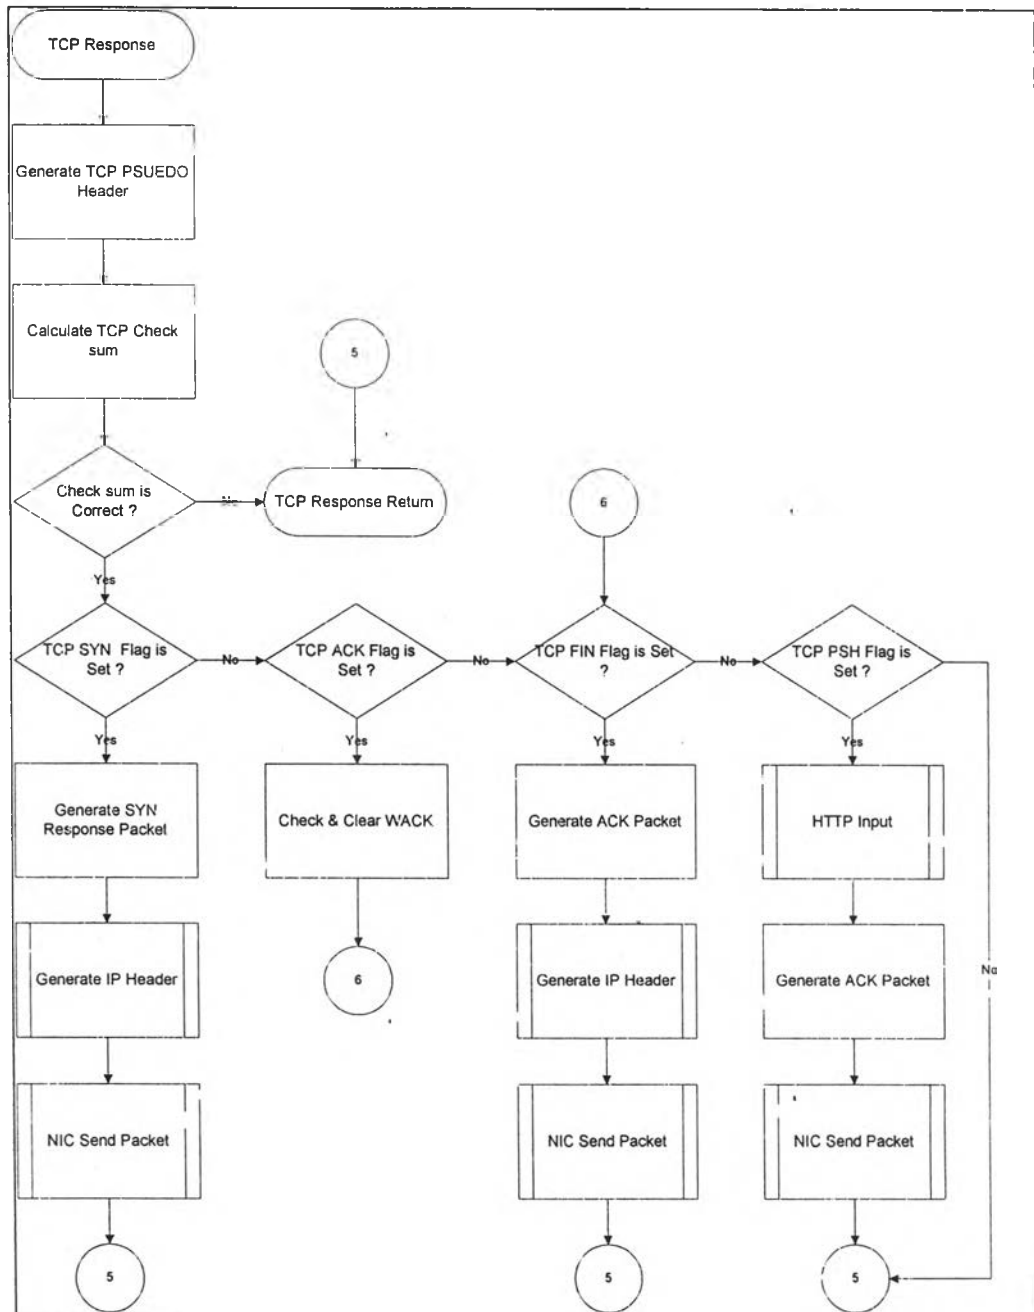 TCP Response
Generate TCP PSUEDO
Header
Calculate TCP Check
sum
5
Check sum is
Correct ?
No
TCP Response Return
6
Yes
TCP SYN Flag is
Set ?
No
TCP ACK Flag is
Set ?
No
TCP FIN Flag is Set
?
No
TCP PSH Flag is
Set ?
Yes
Yes
Yes
Yes
Generate SYN
Response Packet
Check & Clear WACK
Generate ACK Packet
HTTP Input
Generate IP Header
6
Generate IP Header
Generate ACK Packet
No
NIC Send Packet
NIC Send Packet
NIC Send Packet
5
5
5